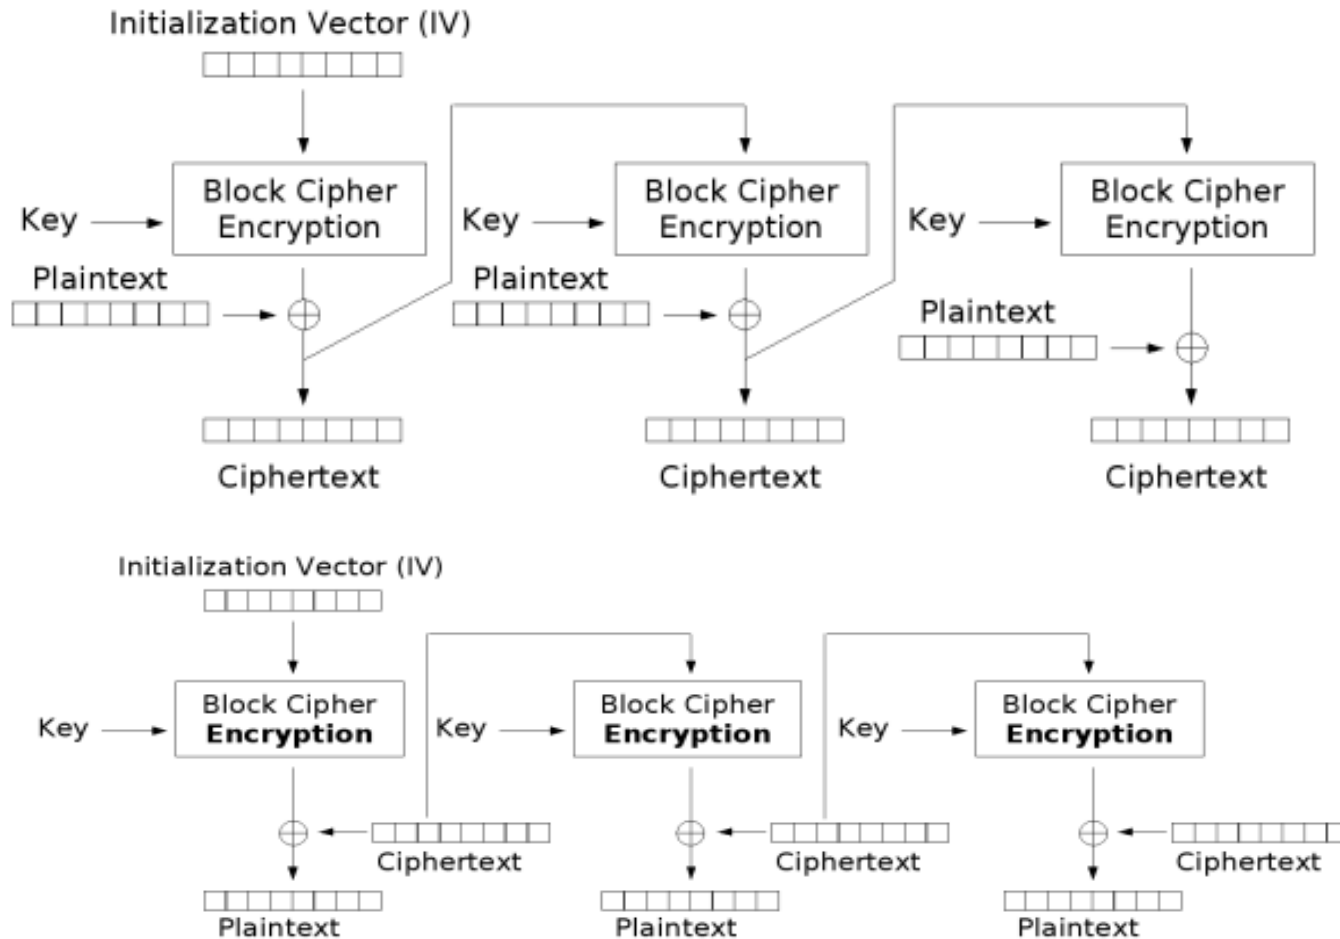 Initialization Vector (IV)
Block Cipher
Encryption
Block Cipher
Encryption
Block Cipher
Encryption
Key
Key
Key
Plaintext
Plaintext
Plaintext
Ciphertext
Ciphertext
Ciphertext
Initialization Vector (IV)
Block Cipher
Encryption
Block Cipher
Encryption
Block Cipher
Encryption
Key
Key
Key
Ciphertext
Ciphertext
Ciphertext
Plaintext
Plaintext
Plaintext